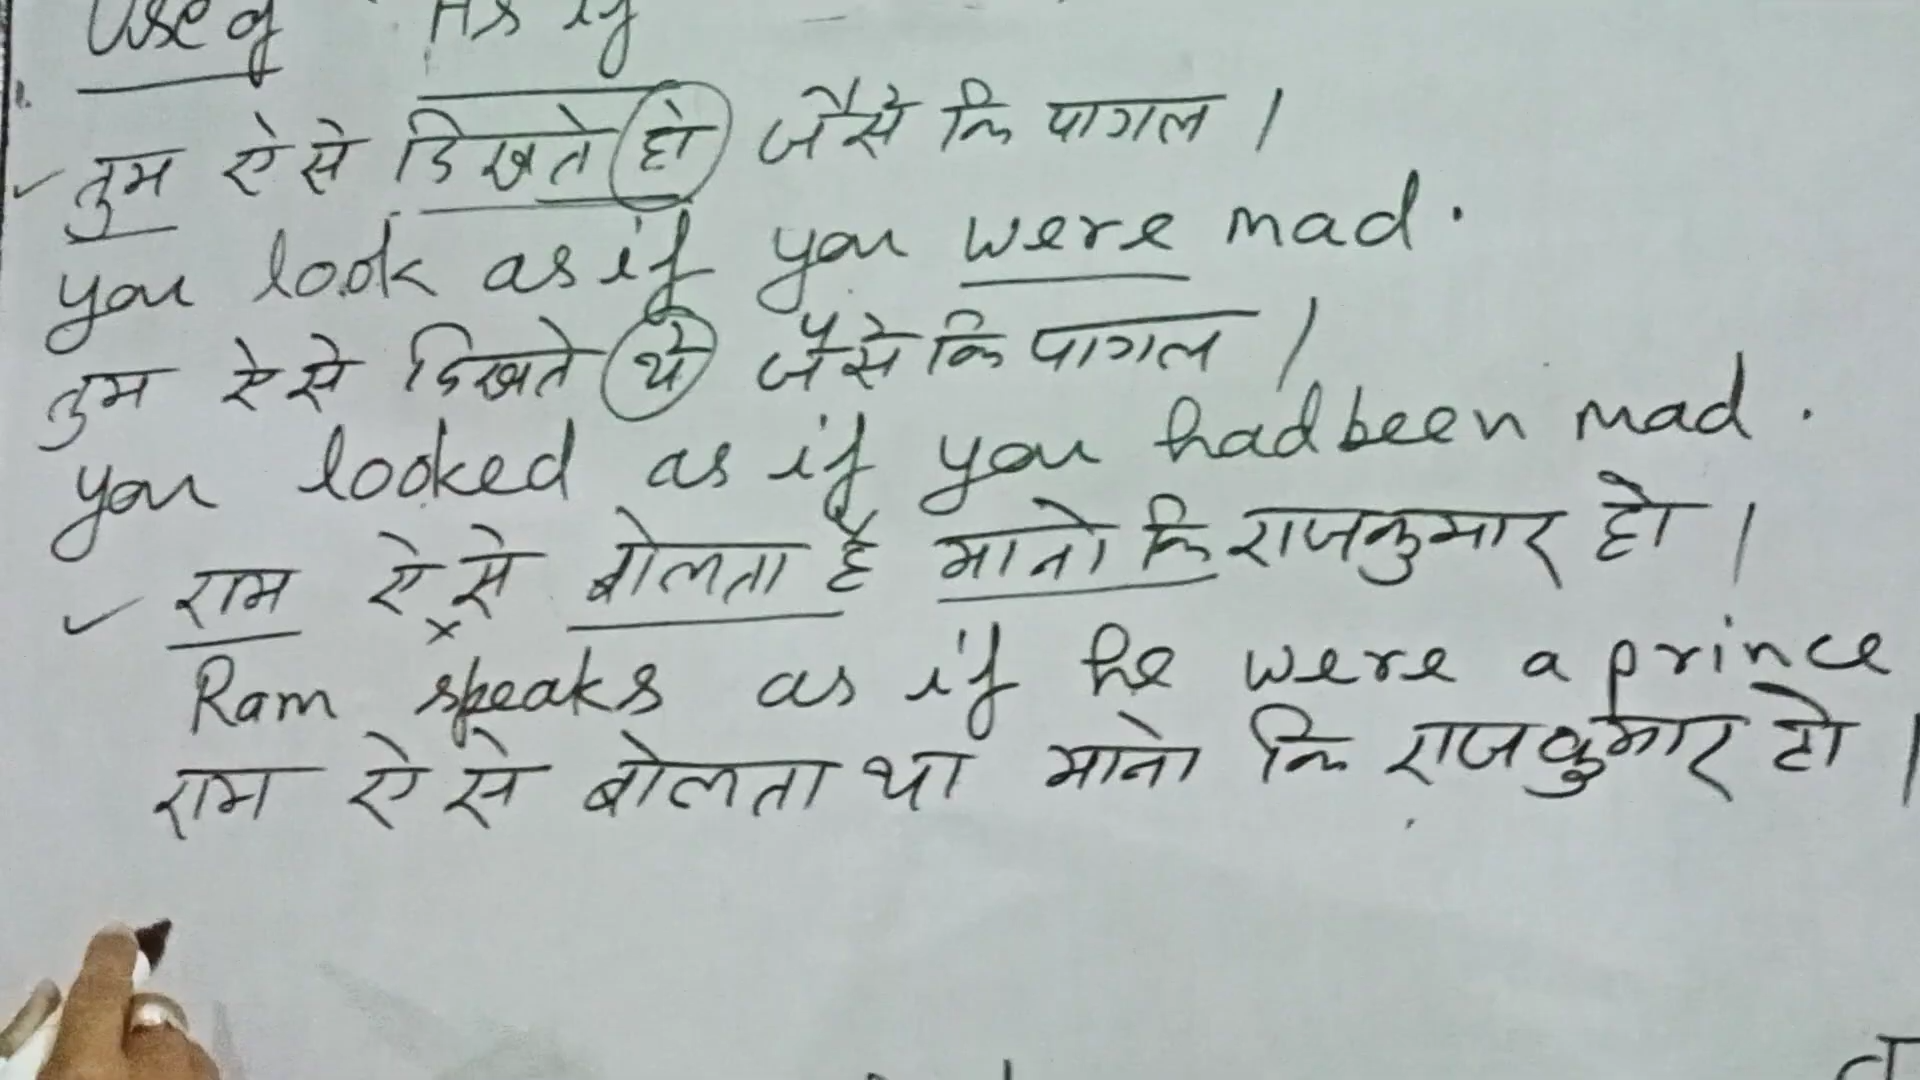 Use of As if
1.
तुम ऐसे दिखते हो जैसे कि पागल ।
you look as if you were mad.
तुम ऐसे दिखते थे जैसे कि पागल ।
you looked as if you had been mad.
राम ऐसे बोलता है मानो कि राजकुमार हो ।
Ram speaks as if he were a prince
राम ऐसे बोलता था मानो कि राजकुमार हो ।